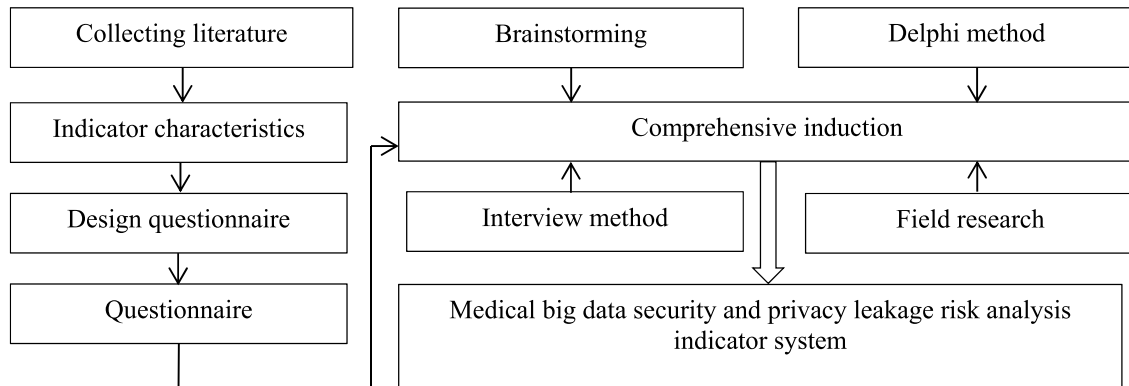 Collecting literature
Brainstorming
Delphi method
Indicator characteristics
Comprehensive induction
Design questionnaire
Interview method
Field research
Questionnaire
Medical big data security and privacy leakage risk analysis
indicator system